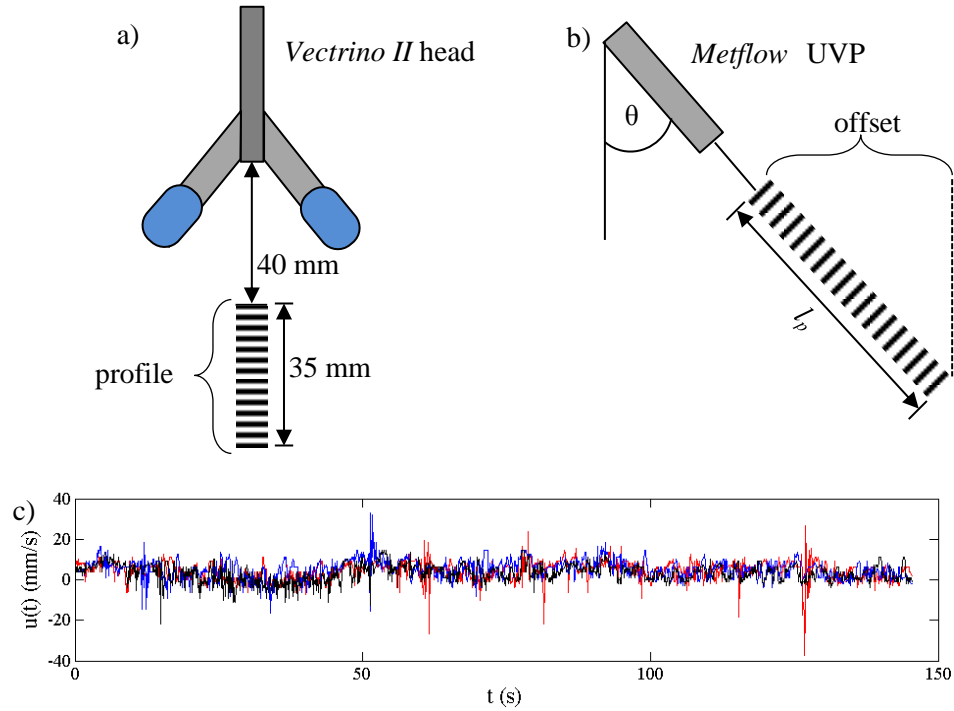 a)
Vectrino II head
40 mm
35 mm
profile
b)
Metflow UVP
θ
offset
l_p
c)
u(t) (mm/s)
40
20
0
-20
-40
0
50
100
150
t (s)